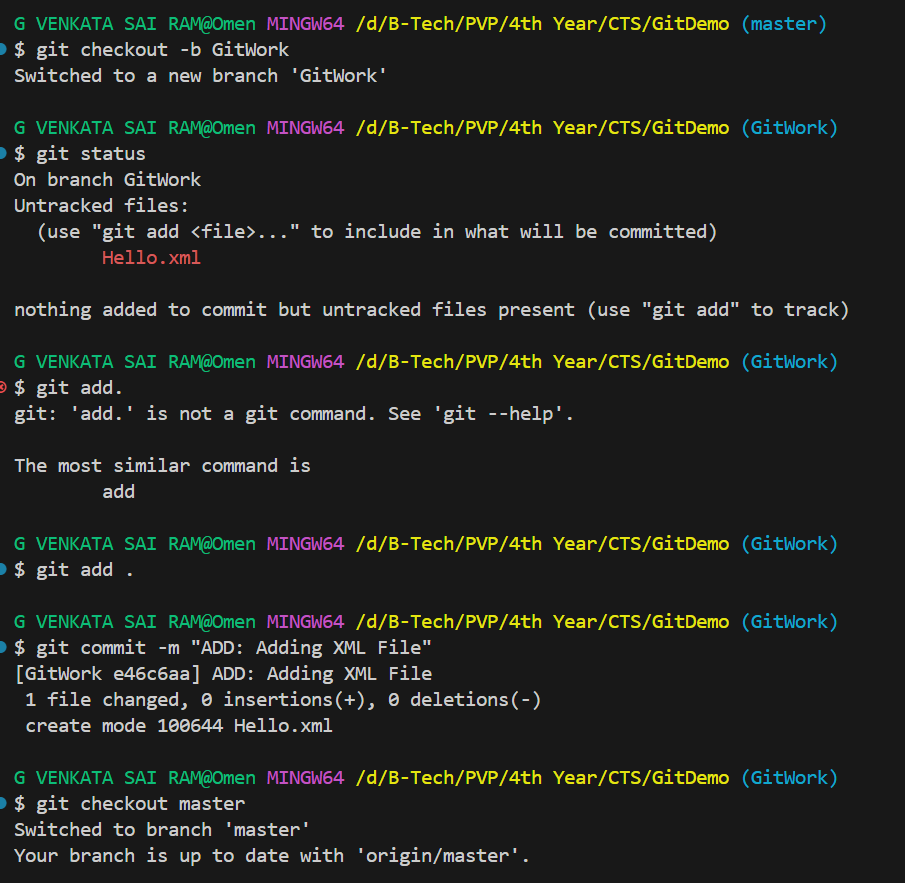 G VENKATA SAI RAM@Omen MINGW64 /d/B-Tech/PVP/4th Year/CTS/GitDemo (master)
$ git checkout -b GitWork
Switched to a new branch 'GitWork'

G VENKATA SAI RAM@Omen MINGW64 /d/B-Tech/PVP/4th Year/CTS/GitDemo (GitWork)
$ git status
On branch GitWork
Untracked files:
  (use "git add <file>..." to include in what will be committed)
        Hello.xml

nothing added to commit but untracked files present (use "git add" to track)

G VENKATA SAI RAM@Omen MINGW64 /d/B-Tech/PVP/4th Year/CTS/GitDemo (GitWork)
$ git add.
git: 'add.' is not a git command. See 'git --help'.

The most similar command is
        add

G VENKATA SAI RAM@Omen MINGW64 /d/B-Tech/PVP/4th Year/CTS/GitDemo (GitWork)
$ git add .

G VENKATA SAI RAM@Omen MINGW64 /d/B-Tech/PVP/4th Year/CTS/GitDemo (GitWork)
$ git commit -m "ADD: Adding XML File"
[GitWork e46c6aa] ADD: Adding XML File
 1 file changed, 0 insertions(+), 0 deletions(-)
 create mode 100644 Hello.xml

G VENKATA SAI RAM@Omen MINGW64 /d/B-Tech/PVP/4th Year/CTS/GitDemo (GitWork)
$ git checkout master
Switched to branch 'master'
Your branch is up to date with 'origin/master'.